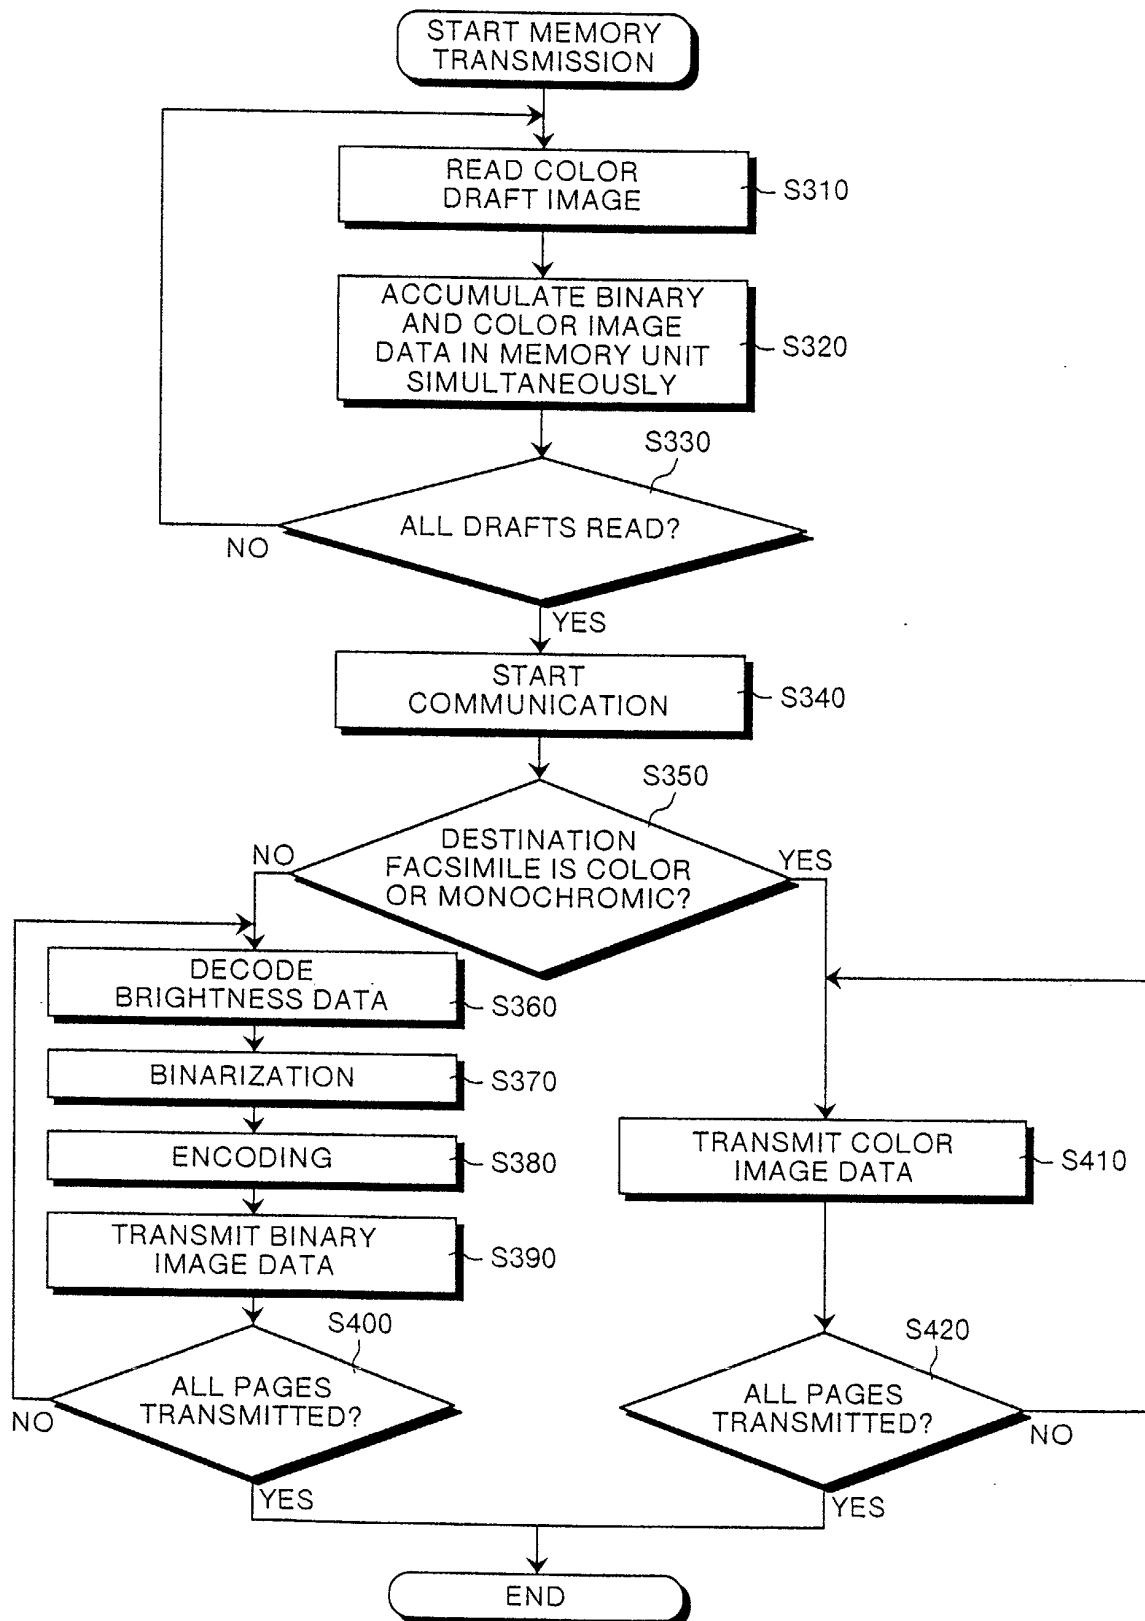 START MEMORY
TRANSMISSION
READ COLOR
DRAFT IMAGE
S310
ACCUMULATE BINARY
AND COLOR IMAGE
DATA IN MEMORY UNIT
SIMULTANEOUSLY
S320
S330
ALL DRAFTS READ?
NO
YES
START
COMMUNICATION
S340
S350
DESTINATION
FACSIMILE IS COLOR
OR MONOCHROMIC?
NO
YES
DECODE
BRIGHTNESS DATA
S360
BINARIZATION
S370
ENCODING
S380
TRANSMIT BINARY
IMAGE DATA
S390
S400
ALL PAGES
TRANSMITTED?
NO
YES
TRANSMIT COLOR
IMAGE DATA
S410
S420
ALL PAGES
TRANSMITTED?
NO
YES
END